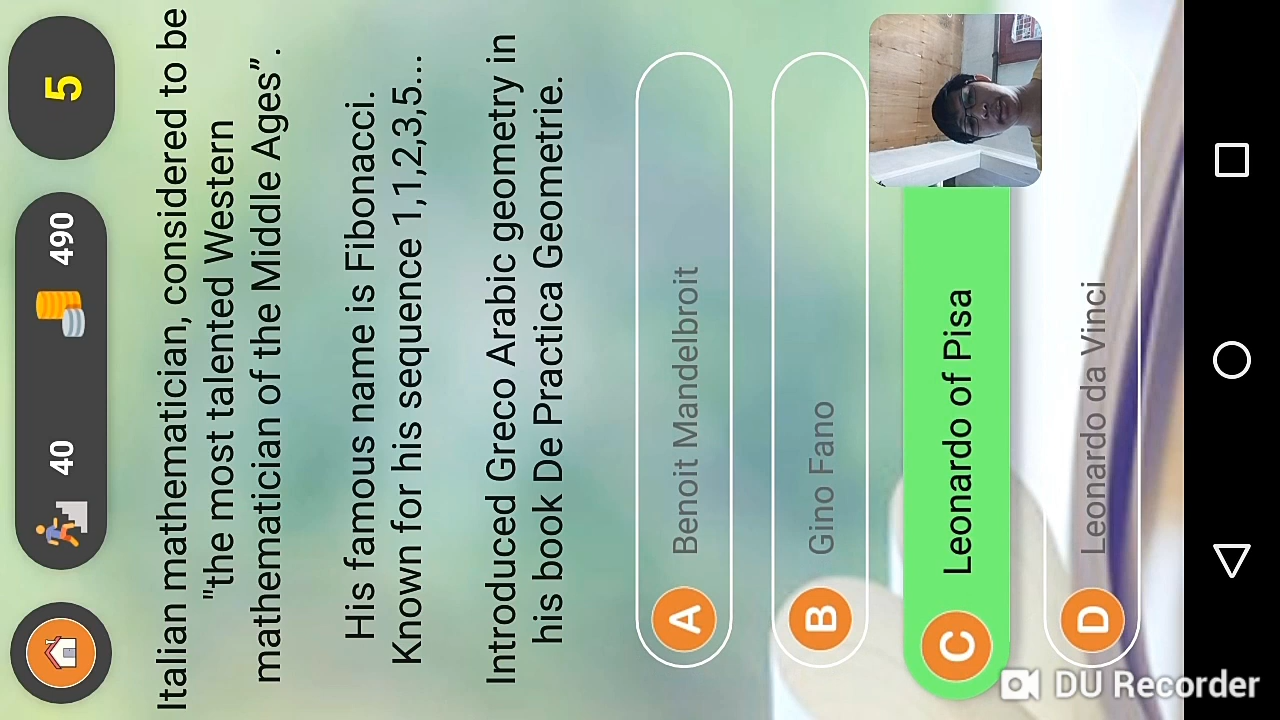 40 490 5
Italian mathematician, considered to be
"the most talented Western
mathematician of the Middle Ages”.
His famous name is Fibonacci.
Known for his sequence 1,1,2,3,5...
Introduced Greco Arabic geometry in
his book De Practica Geometrie.
A Benoit Mandelbroit
B Gino Fano
C Leonardo of Pisa
D Leonardo da Vinci
DU Recorder